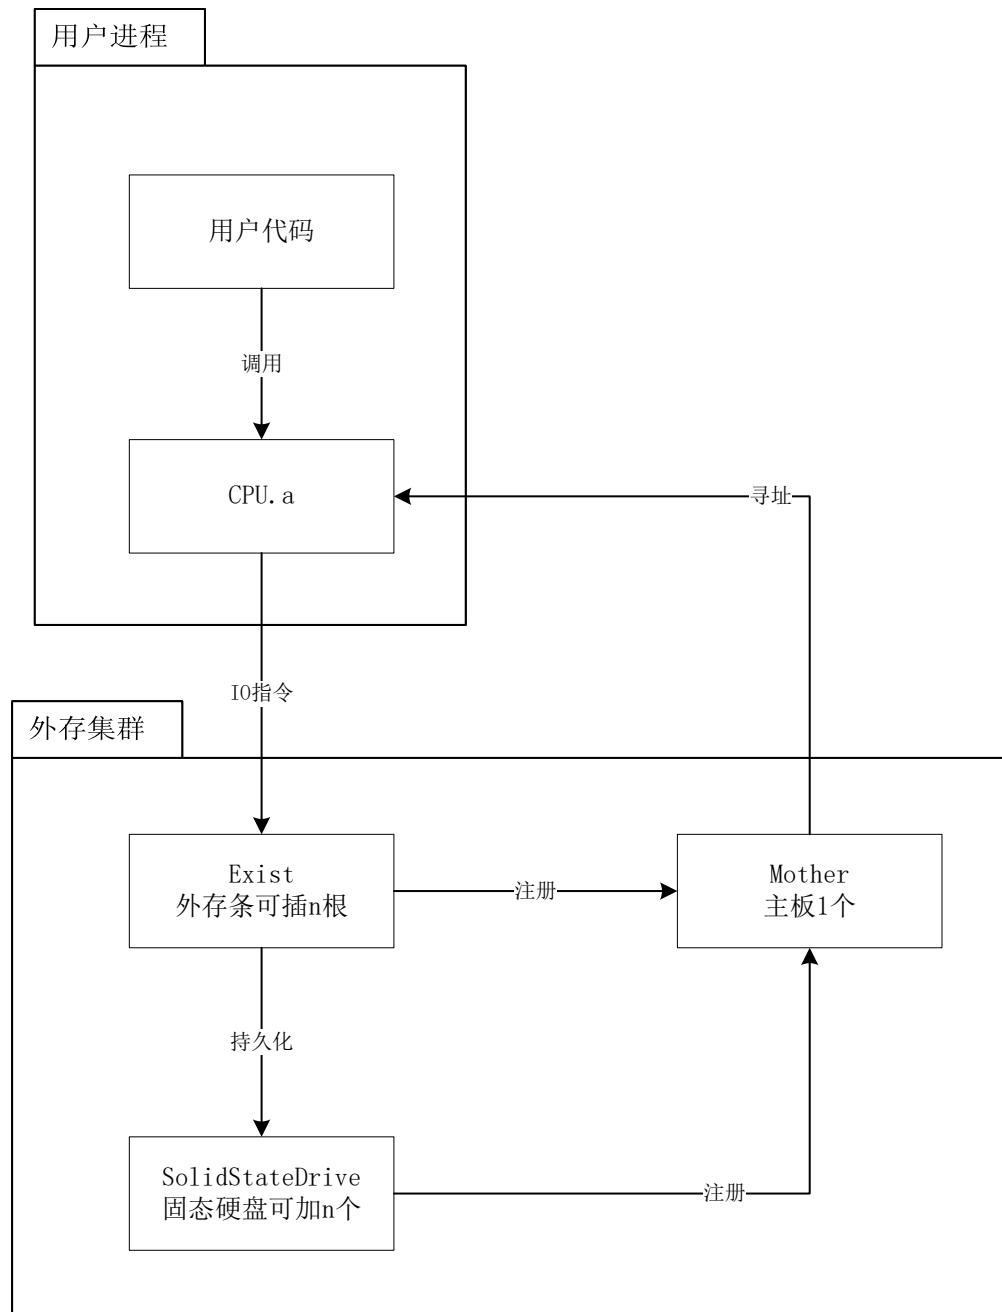 用户进程
用户代码
调用
CPU.a
寻址
IO指令
外存集群
Exist
外存条可插n根
注册
Mother
主板1个
持久化
SolidStateDrive
固态硬盘可加n个
注册